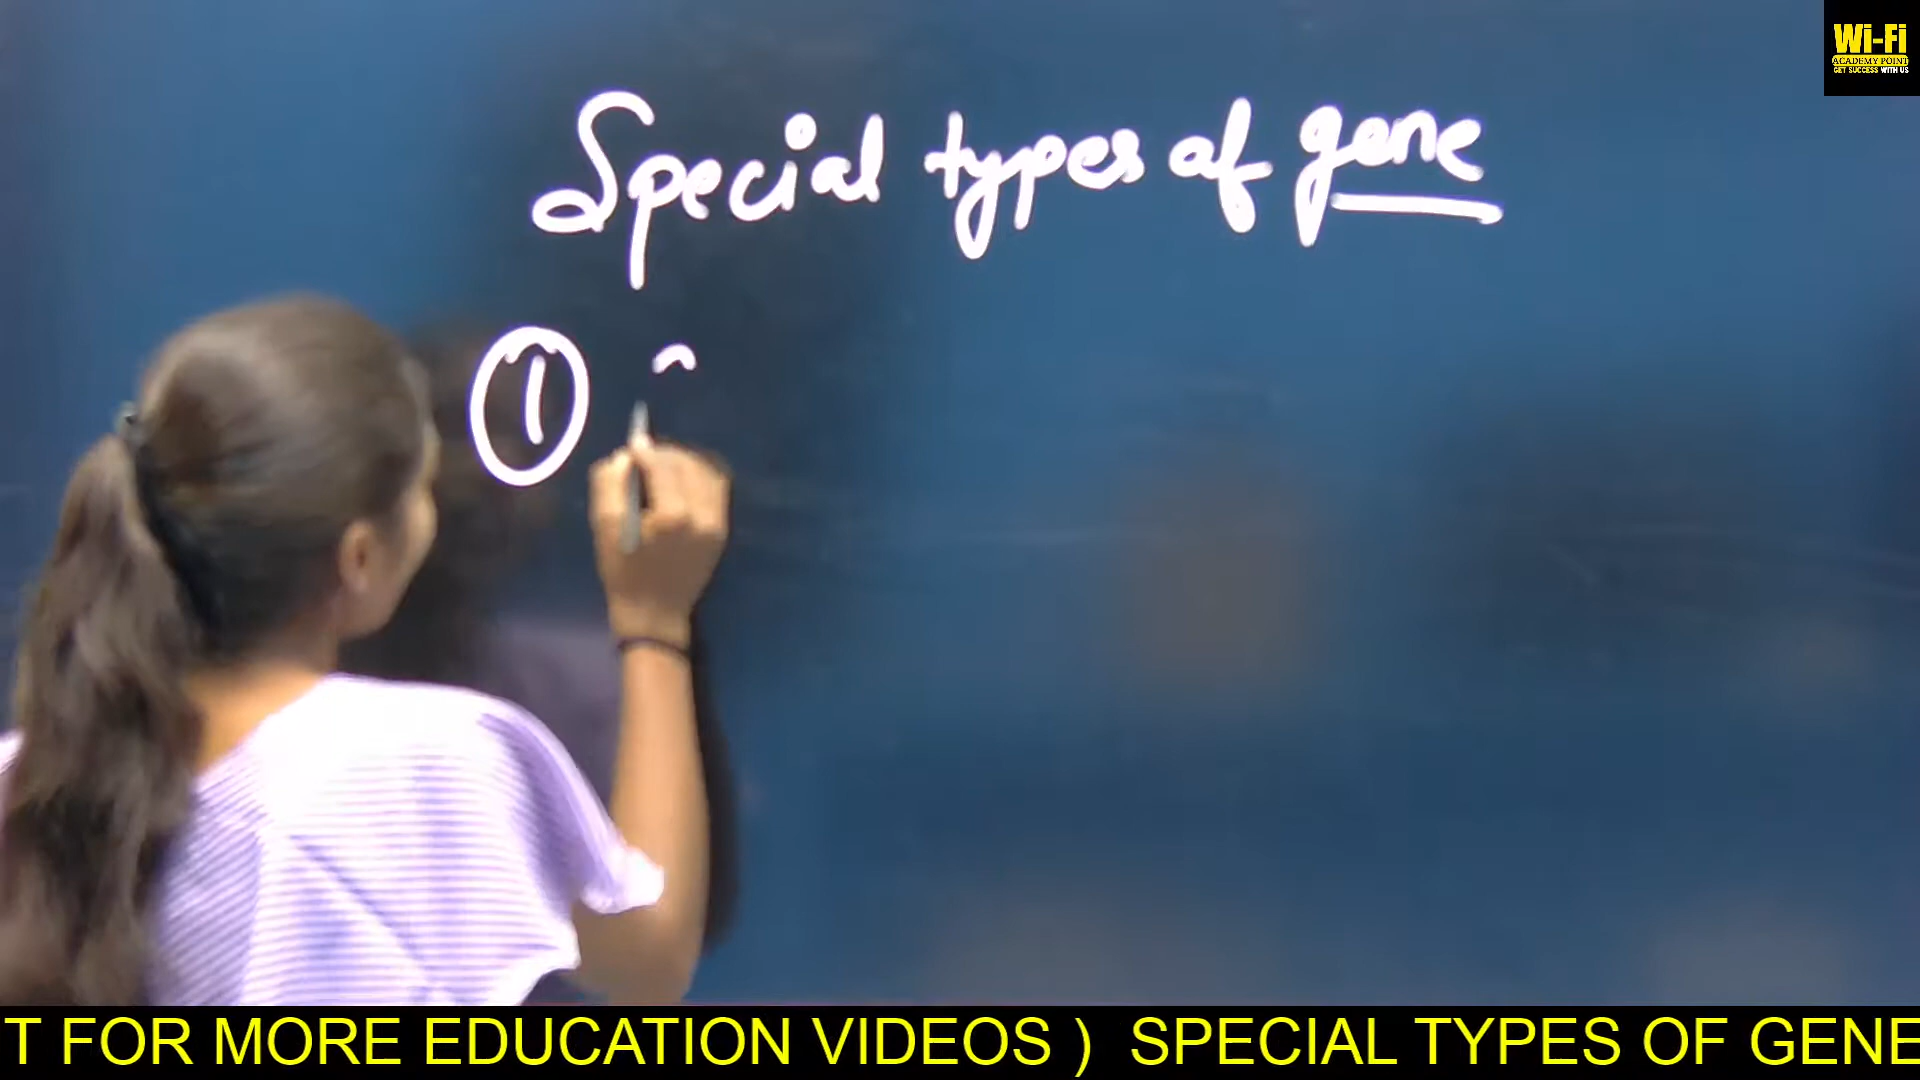 Wi-Fi
ACADEMY POINT
GET SUCCESS WITH US
Special types of gene
1
T FOR MORE EDUCATION VIDEOS ) SPECIAL TYPES OF GENE